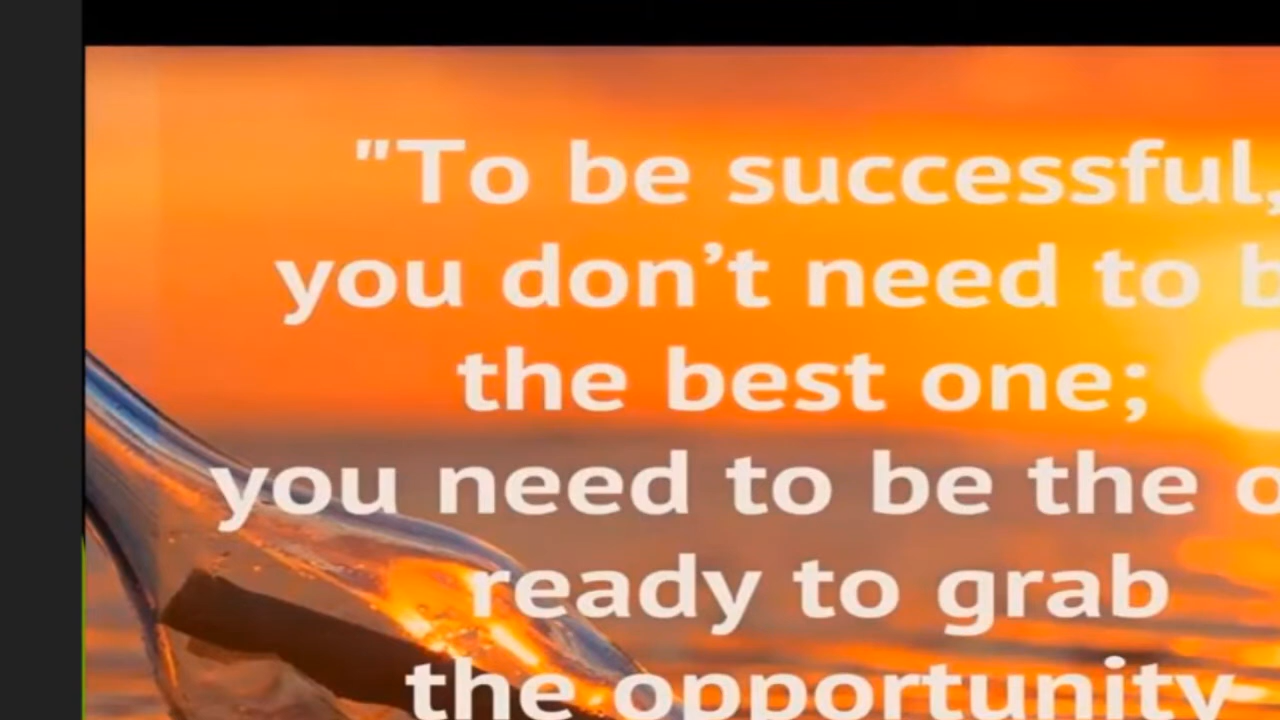 "To be successful,
you don't need to b
the best one;
you need to be the o
ready to grab
the opportunity